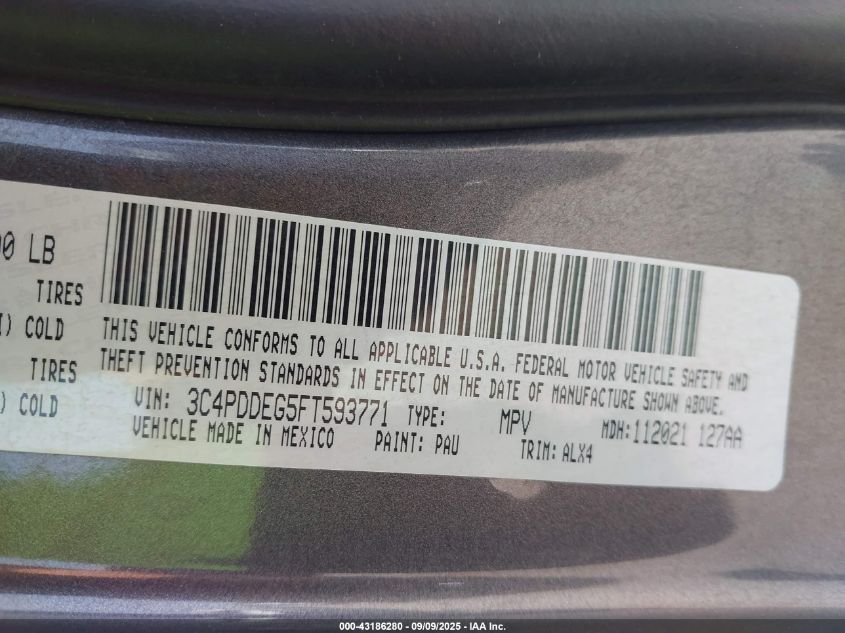 LB
TIRES
COLD
TIRES
COLD
THIS VEHICLE CONFORMS TO ALL APPLICABLE U.S.A. FEDERAL MOTOR VEHICLE SAFETY AND
THEFT PREVENTION STANDARDS IN EFFECT ON THE DATE OF MANUFACTURE SHOWN ABOVE.
VIN: 3C4PDDEG5FT593771 TYPE: MPV MDH:112021 127AA
VEHICLE MADE IN MEXICO PAINT: PAU TRIM: ALX4
000-43186280 - 09/09/2025 - IAA Inc.